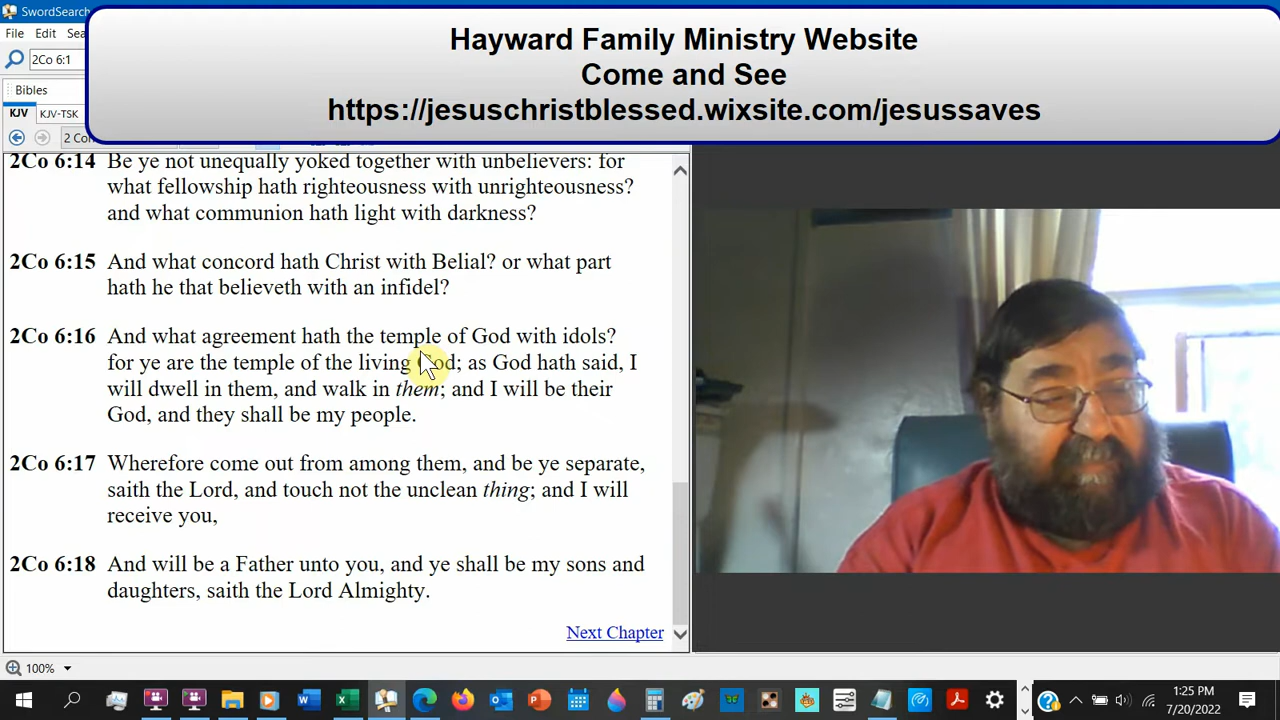 SwordSearc
Hayward Family Ministry Website
Come and See
https://jesuschristblessed.wixsite.com/jesussaves
File Edit Sea
2Co 6:1
Bibles
KJV KJV-TSK
2 Cor
2Co 6:14 Be ye not unequally yoked together with unbelievers: for
what fellowship hath righteousness with unrighteousness?
and what communion hath light with darkness?
2Co 6:15 And what concord hath Christ with Belial? or what part
hath he that believeth with an infidel?
2Co 6:16 And what agreement hath the temple of God with idols?
for ye are the temple of the living God; as God hath said, I
will dwell in them, and walk in them; and I will be their
God, and they shall be my people.
2Co 6:17 Wherefore come out from among them, and be ye separate,
saith the Lord, and touch not the unclean thing; and I will
receive you,
2Co 6:18 And will be a Father unto you, and ye shall be my sons and
daughters, saith the Lord Almighty.
Next Chapter
100%
1:25 PM
7/20/2022